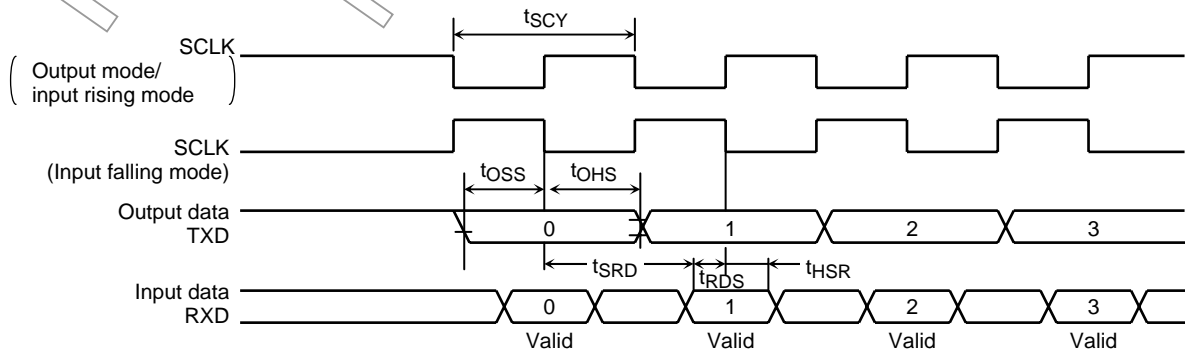 tSCY
SCLK
Output mode/
input rising mode
SCLK
(Input falling mode)
tOSS
tOHS
Output data
TXD
0
1
2
3
tSRD
tRDS
tHSR
Input data
RXD
0
1
2
3
Valid
Valid
Valid
Valid